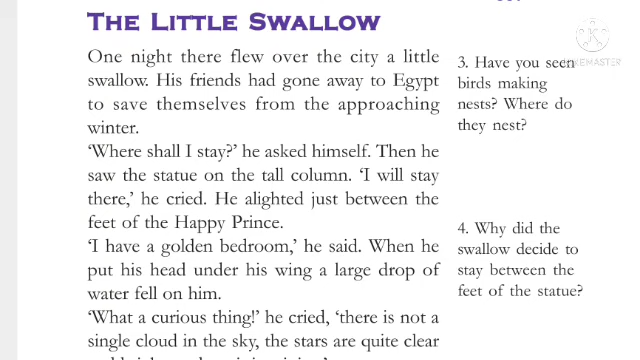 THE LITTLE SWALLOW
One night there flew over the city a little
swallow. His friends had gone away to Egypt
to save themselves from the approaching
winter.
‘Where shall I stay?’ he asked himself. Then he
saw the statue on the tall column. ‘I will stay
there,’ he cried. He alighted just between the
feet of the Happy Prince.
‘I have a golden bedroom,’ he said. When he
put his head under his wing a large drop of
water fell on him.
‘What a curious thing!’ he cried, ‘there is not a
single cloud in the sky, the stars are quite clear
3. Have you seen
birds making
nests? Where do
they nest?
4. Why did the
swallow decide to
stay between the
feet of the statue?
KINEMASTER